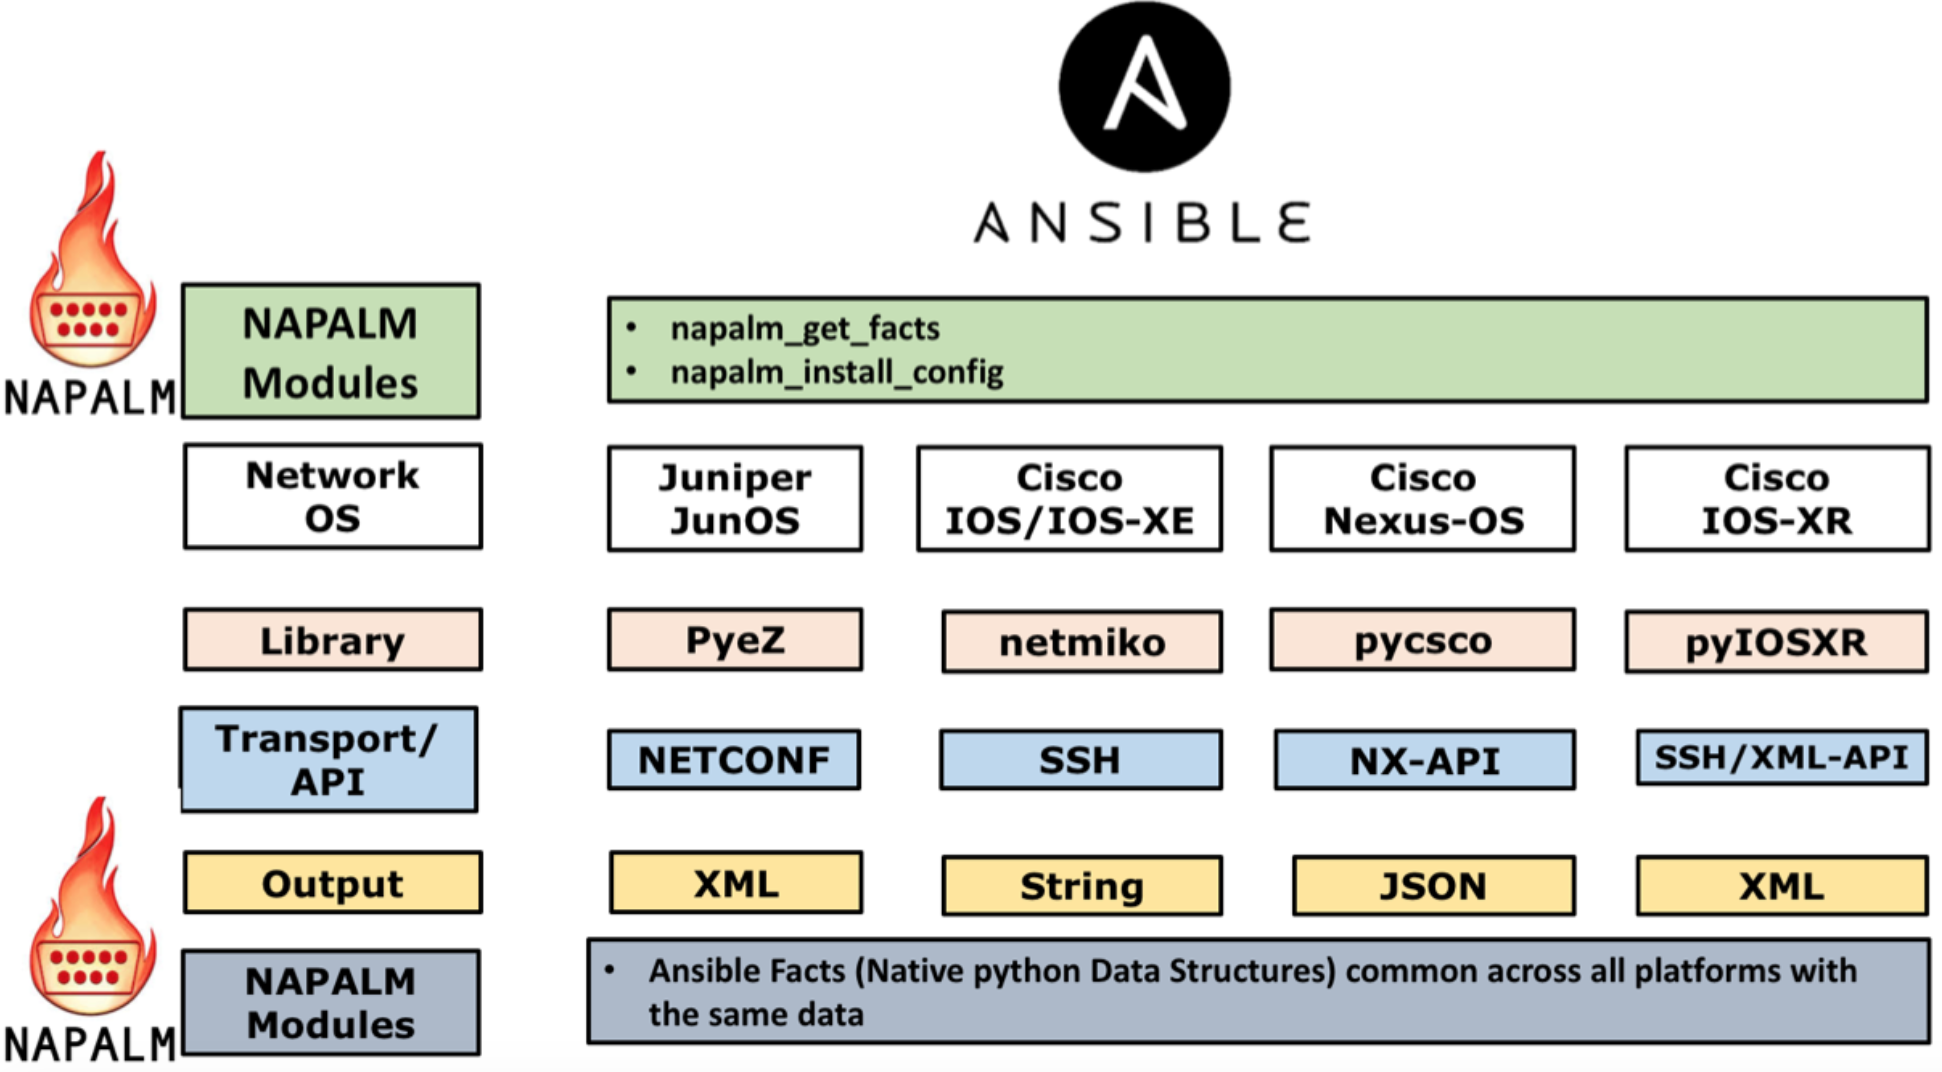 ANSIBLE
NAPALM
NAPALM
Modules
• napalm_get_facts
• napalm_install_config
Network
OS
Juniper
JunOS
Cisco
IOS/IOS-XE
Cisco
Nexus-OS
Cisco
IOS-XR
Library
PyeZ
netmiko
pycsco
pyIOSXR
Transport/
API
NETCONF
SSH
NX-API
SSH/XML-API
Output
XML
String
JSON
XML
NAPALM
NAPALM
Modules
• Ansible Facts (Native python Data Structures) common across all platforms with
the same data